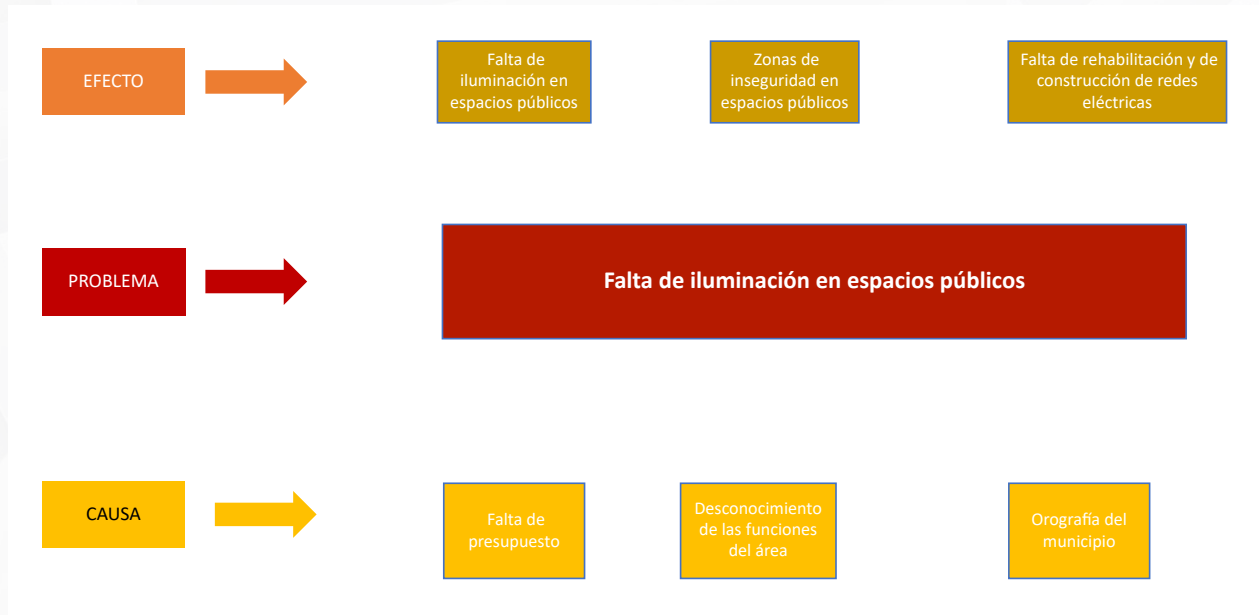 EFECTO
Falta de
iluminación en
espacios públicos
Zonas de
inseguridad en
espacios públicos
Falta de rehabilitación y de
construcción de redes
eléctricas
PROBLEMA
Falta de iluminación en espacios públicos
CAUSA
Falta de
presupuesto
Desconocimiento
de las funciones
del área
Orografía del
municipio